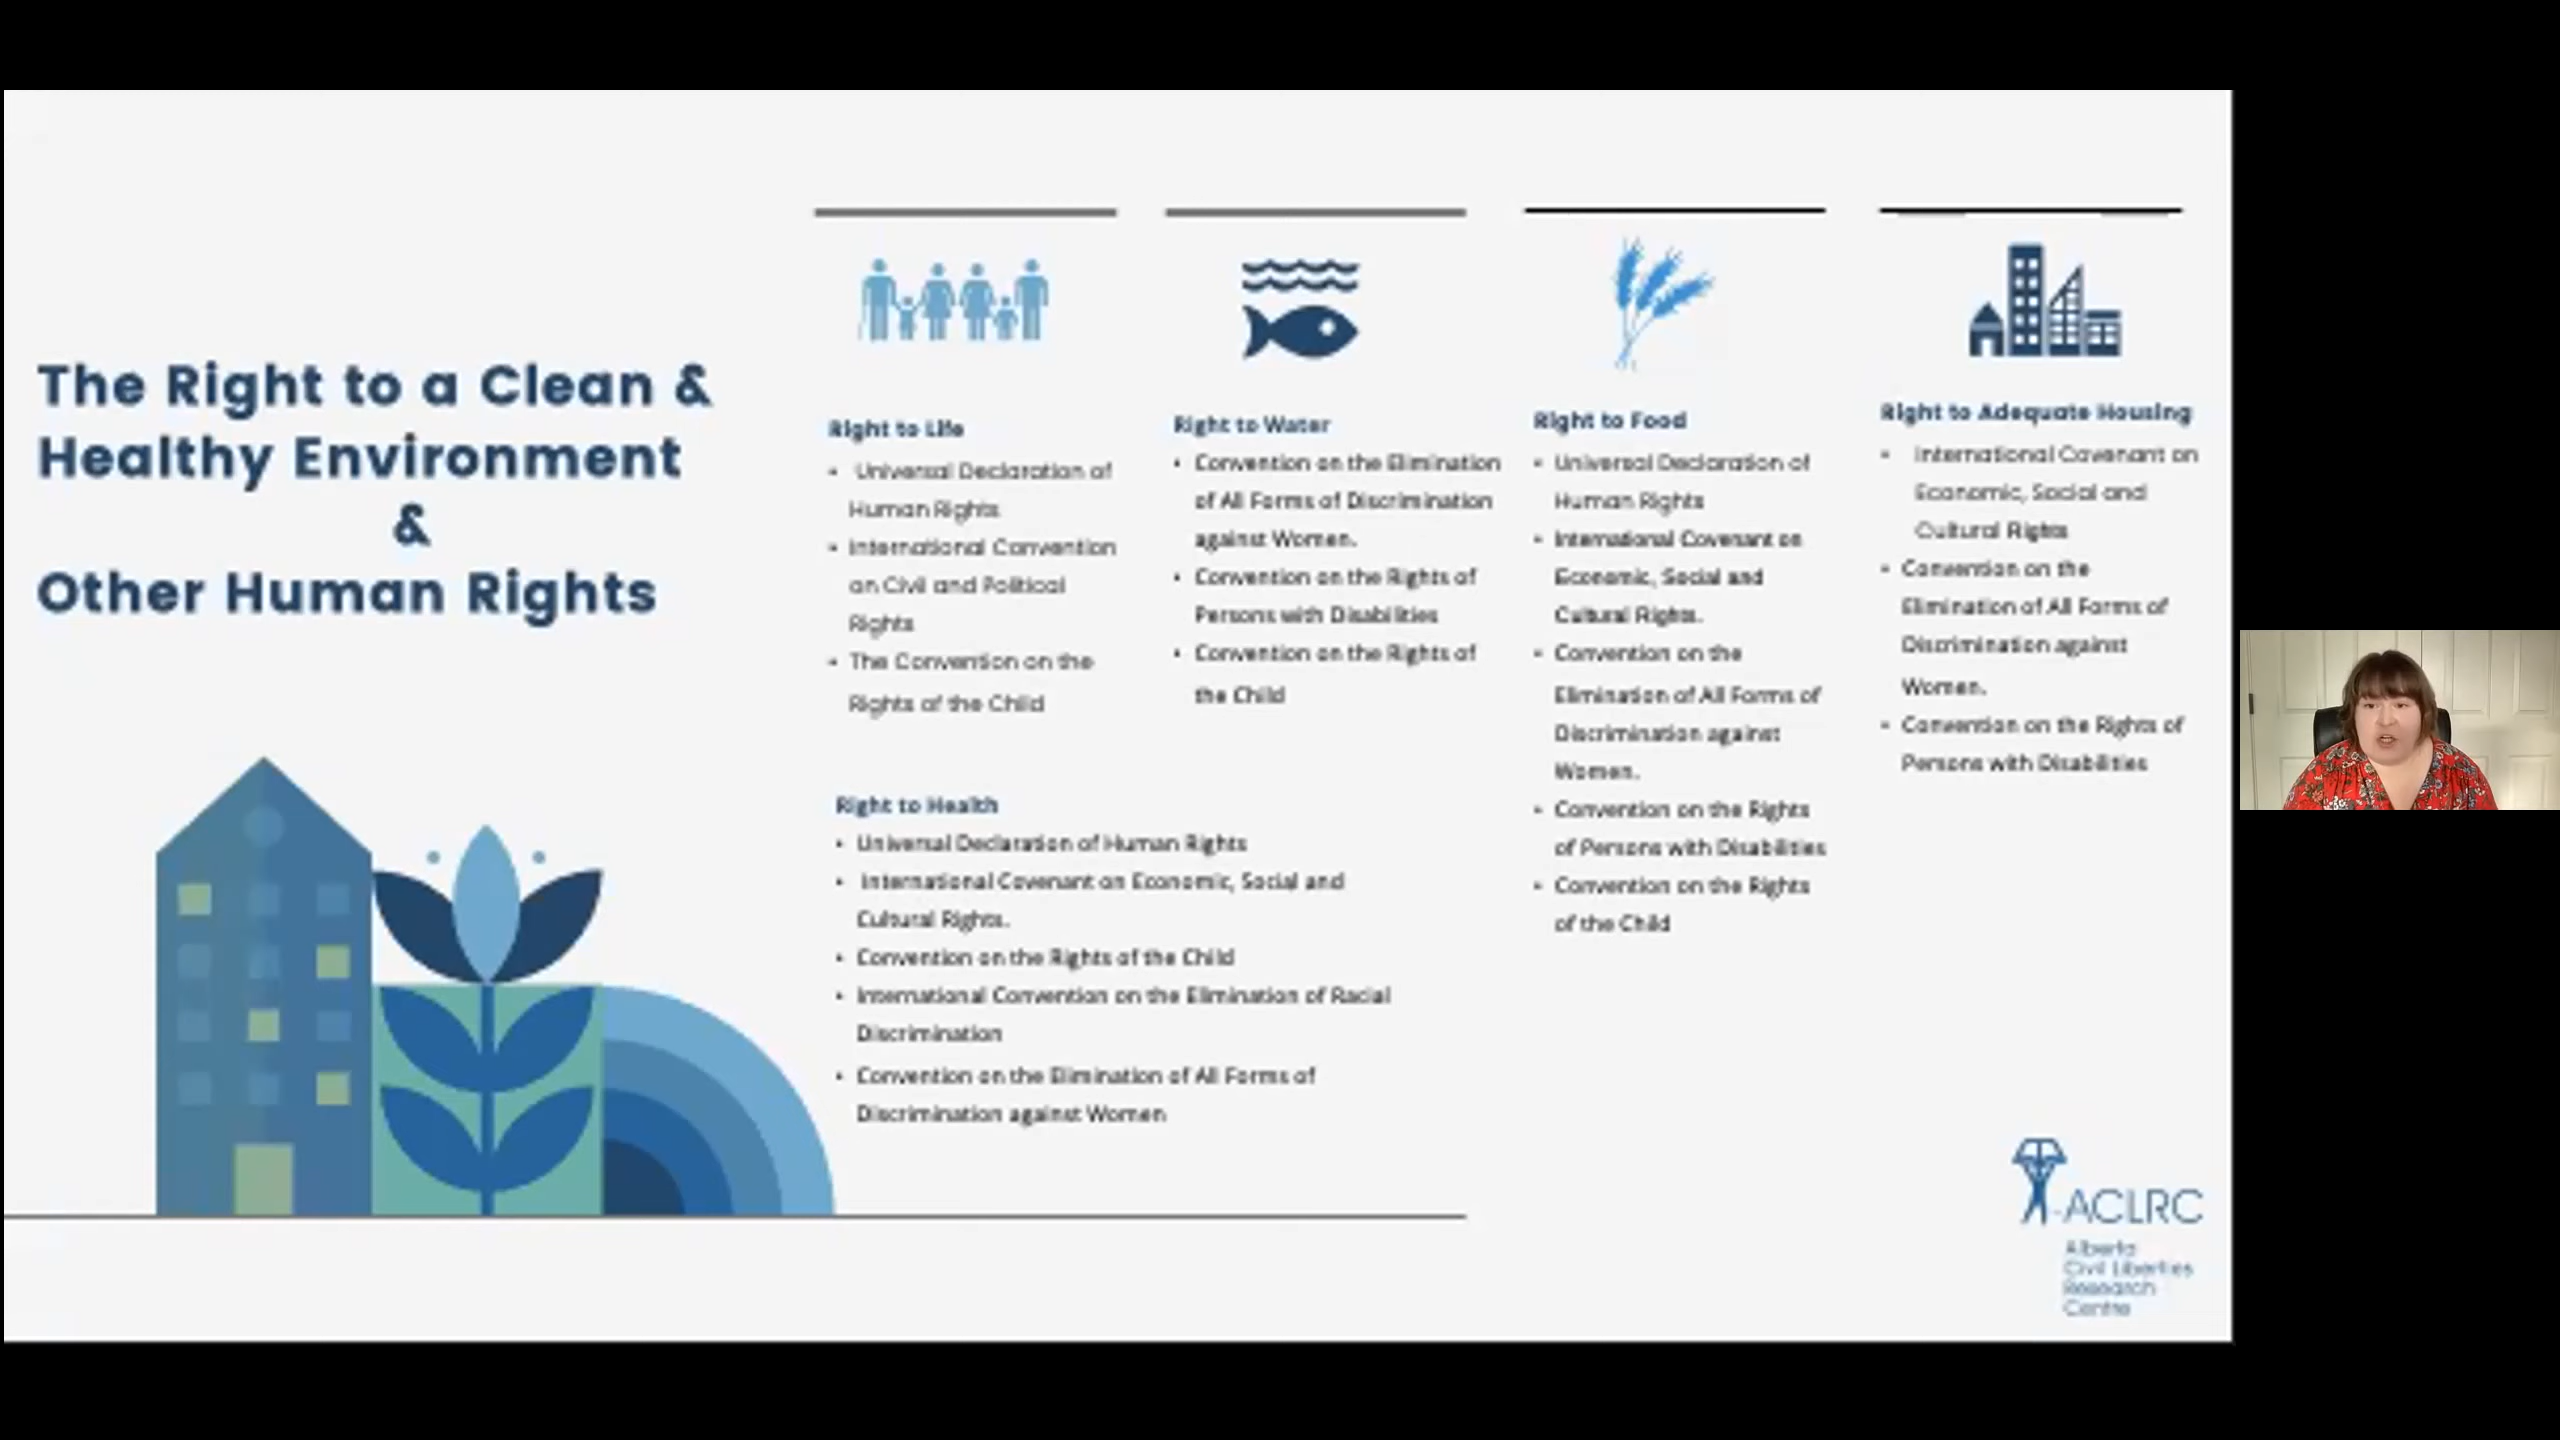 The Right to a Clean &
Healthy Environment
&
Other Human Rights
Right to Life
• Universal Declaration of
Human Rights
• International Convention
on Civil and Political
Rights
• The Convention on the
Rights of the Child
Right to Water
• Convention on the Elimination
of All Forms of Discrimination
against Women.
• Convention on the Rights of
Persons with Disabilities
• Convention on the Rights of
the Child
Right to Food
• Universal Declaration of
Human Rights
• International Covenant on
Economic, Social and
Cultural Rights.
• Convention on the
Elimination of All Forms of
Discrimination against
Women.
• Convention on the Rights
of Persons with Disabilities
• Convention on the Rights
of the Child
Right to Adequate Housing
• International Covenant on
Economic, Social and
Cultural Rights
• Convention on the
Elimination of All Forms of
Discrimination against
Women.
• Convention on the Rights of
Persons with Disabilities
Right to Health
• Universal Declaration of Human Rights
• International Covenant on Economic, Social and
Cultural Rights.
• Convention on the Rights of the Child
• International Convention on the Elimination of Racial
Discrimination
• Convention on the Elimination of All Forms of
Discrimination against Women
ACLRC
Alberta
Civil Liberties
Research
Centre